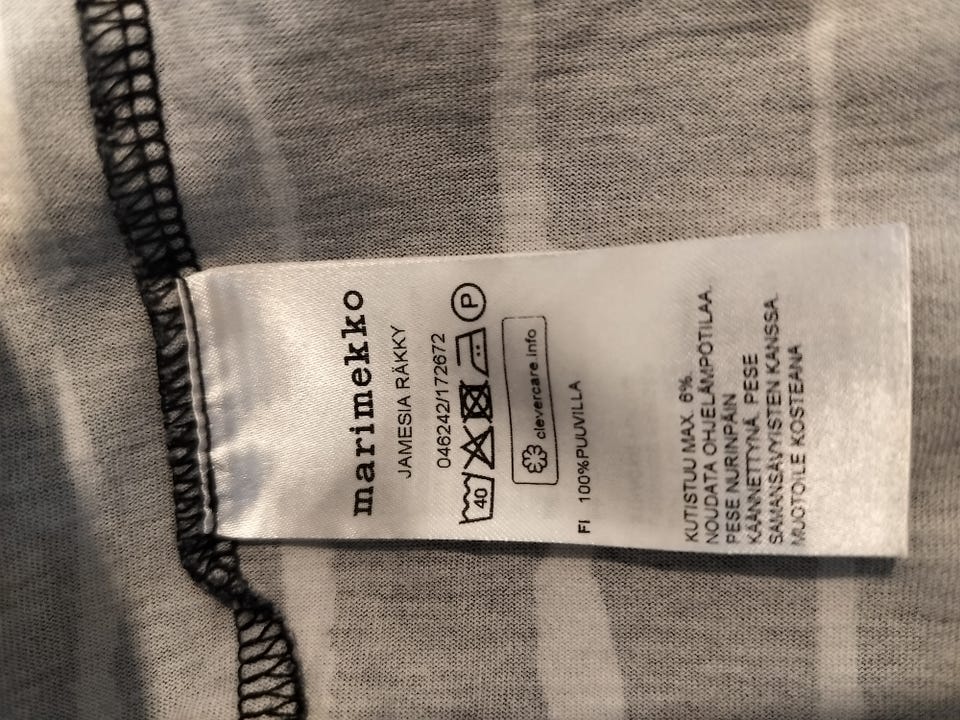 marimekko
JAMESIA RÄKKY
046242/172672
40 P
clevercare.info
FI 100%PUUVILLA
KUTISTUU MAX. 6%.
NOUDATA OHJELÄMPÖTILAA.
PESE NURINPÄIN
KÄÄNNETTYNÄ. PESE
SAMANSÄVYISTEN KANSSA.
MUOTOILE KOSTEANA